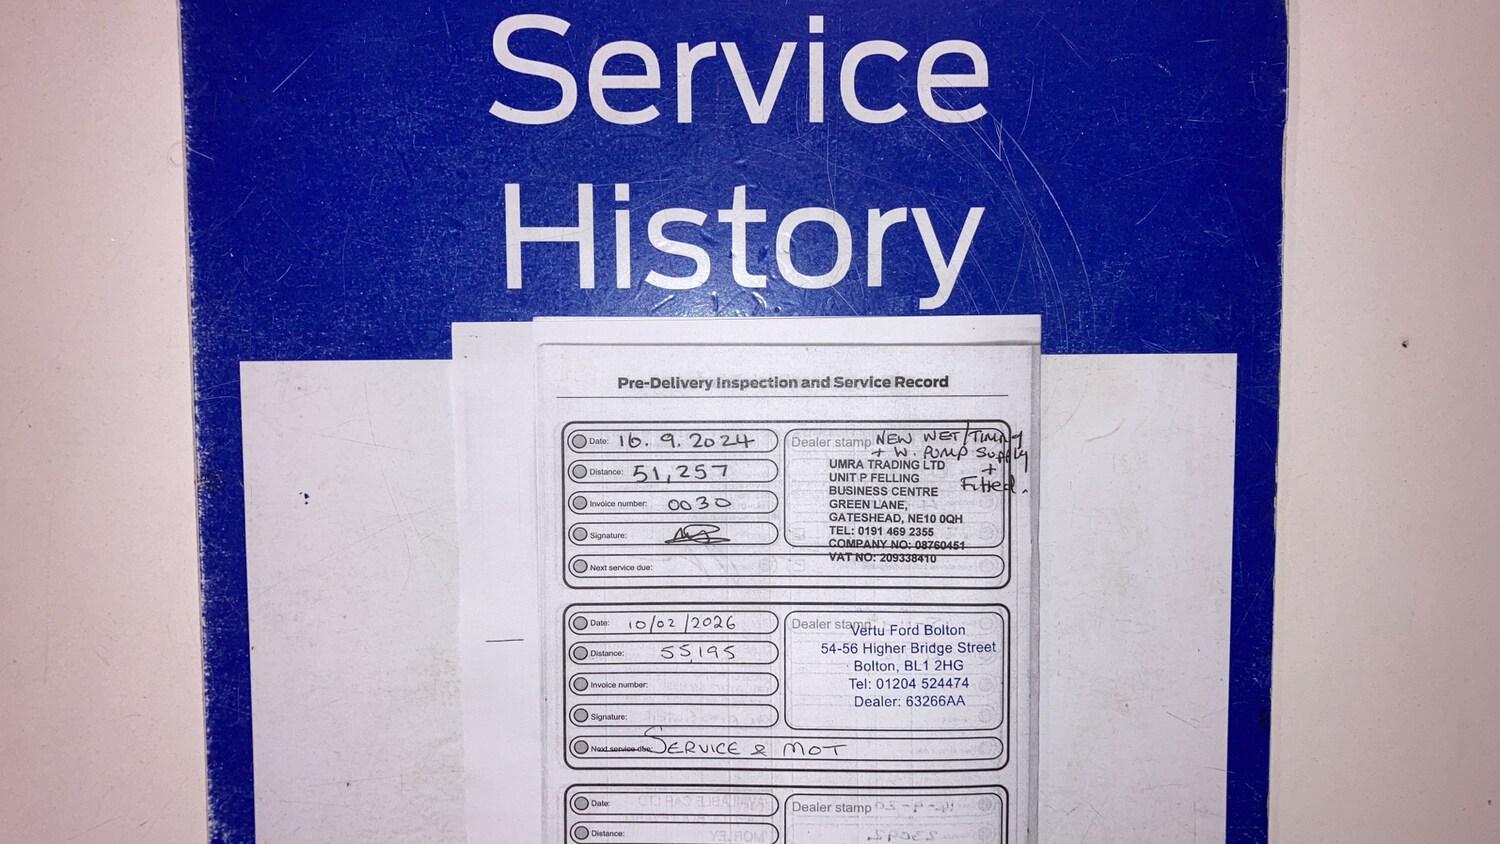 Service
History
Pre-Delivery Inspection and Service Record
Date: 16.9.2024
Distance: 51,257
Invoice number: 0030
Signature:
Next service due:
Dealer stamp NEW WET/TIMING
+ W. PUMP Supply
+
Fitted.
UMRA TRADING LTD
UNIT P FELLING
BUSINESS CENTRE
GREEN LANE,
GATESHEAD, NE10 0QH
TEL: 0191 469 2355
COMPANY NO: 08760451
VAT NO: 209338410
Date: 10/02/2026
Distance: 55,195
Invoice number:
Signature:
Next service due: SERVICE & MOT
Dealer stamp
Vertu Ford Bolton
54-56 Higher Bridge Street
Bolton, BL1 2HG
Tel: 01204 524474
Dealer: 63266AA
Date:
Distance:
Dealer stamp